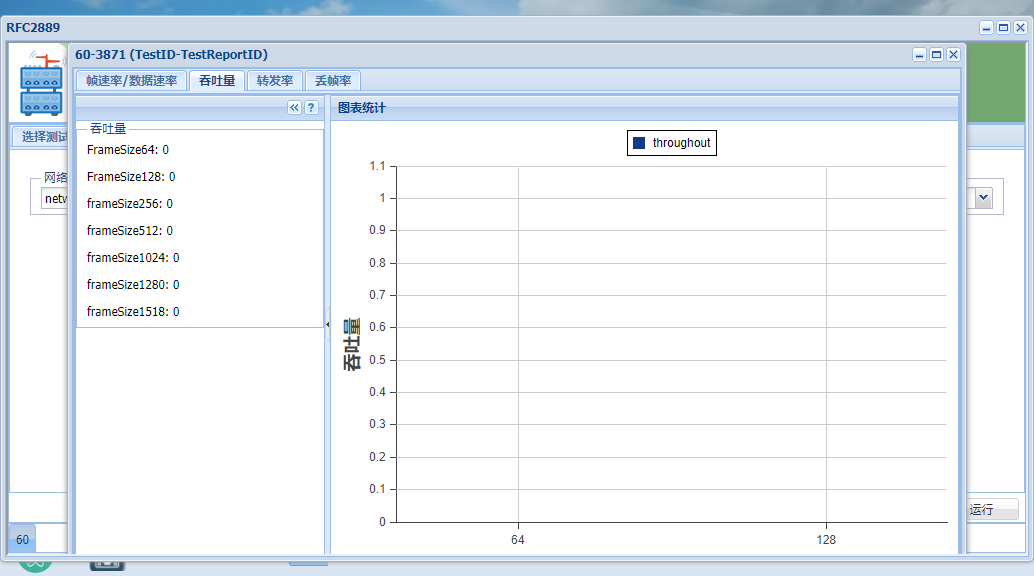 RFC2889
60-3871 (TestID-TestReportID)
帧速率/数据速率
吞吐量
转发率
丢帧率
选择测试
«
?
图表统计
吞吐量
FrameSize64: 0
FrameSize128: 0
frameSize256: 0
frameSize512: 0
frameSize1024: 0
frameSize1280: 0
frameSize1518: 0
网络
netw
throughout
1.1
1
0.9
0.8
0.7
0.6
0.5
0.4
0.3
0.2
0.1
0
吞吐量
64
128
运行
60